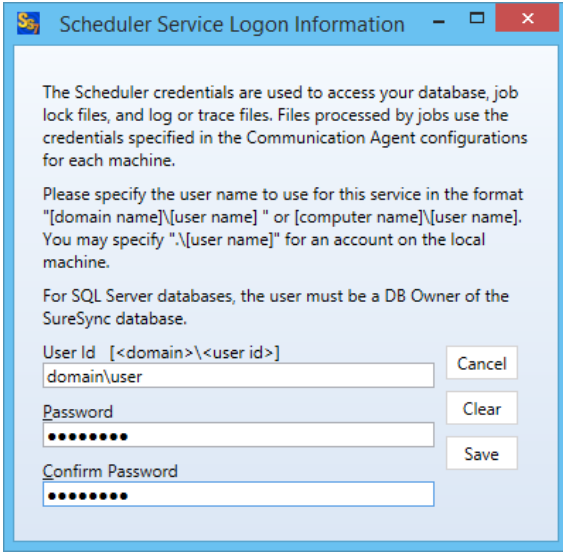 Scheduler Service Logon Information
The Scheduler credentials are used to access your database, job
lock files, and log or trace files. Files processed by jobs use the
credentials specified in the Communication Agent configurations
for each machine.
Please specify the user name to use for this service in the format
"[domain name]\[user name] " or [computer name]\[user name].
You may specify ".\[user name]" for an account on the local
machine.
For SQL Server databases, the user must be a DB Owner of the
SureSync database.
User Id [<domain>\<user id>]
domain\user
Cancel
Password
●●●●●●●●
Clear
Confirm Password
●●●●●●●●
Save